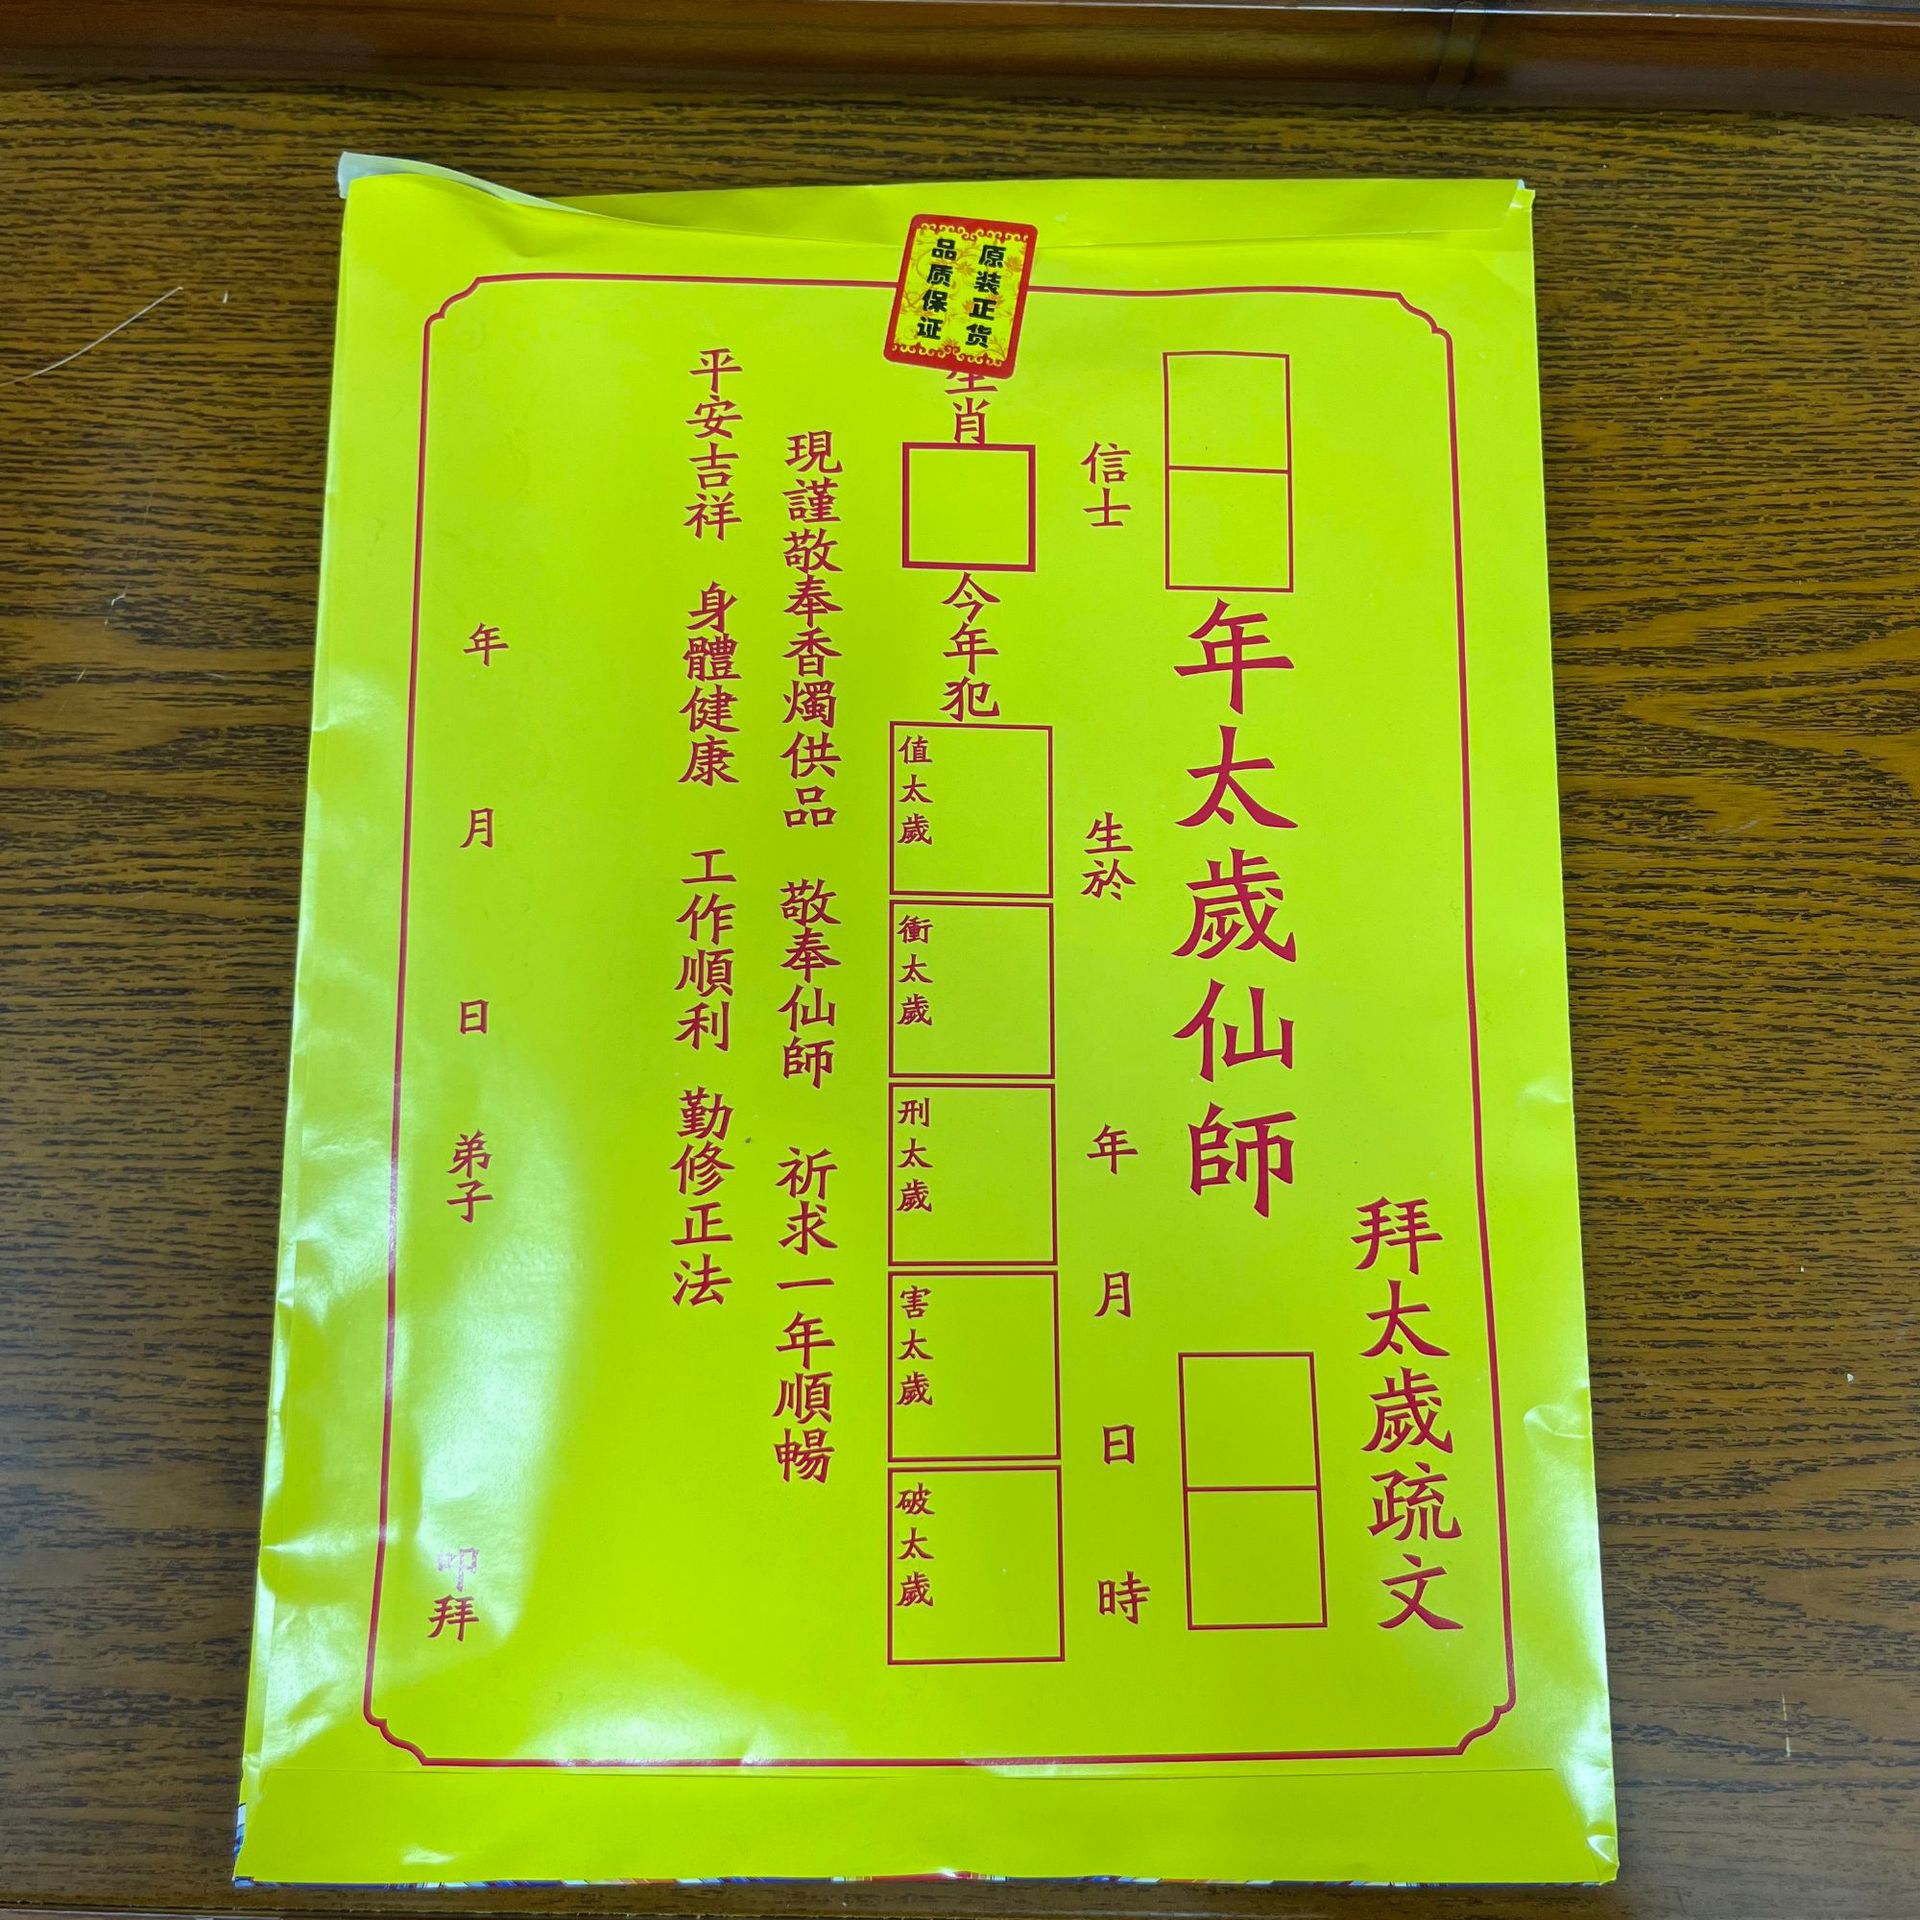 原装正货
品质保证
拜太歲疏文
年太歲仙師
信士 生於 年 月 日 時
生肖 今年犯
值太歲
衝太歲
刑太歲
害太歲
破太歲
現謹敬奉香燭供品 敬奉仙師 祈求一年順暢
平安吉祥 身體健康 工作順利 勤修正法
年 月 日 弟子 叩拜